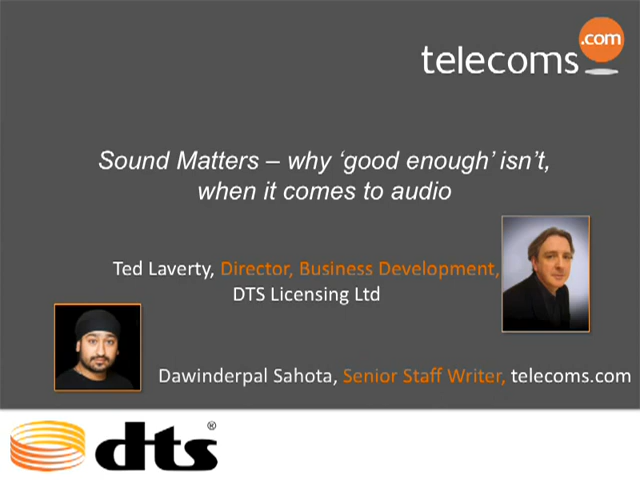 telecoms.com
Sound Matters – why ‘good enough’ isn’t,
when it comes to audio
Ted Laverty, Director, Business Development,
DTS Licensing Ltd
Dawinderpal Sahota, Senior Staff Writer, telecoms.com
dts®